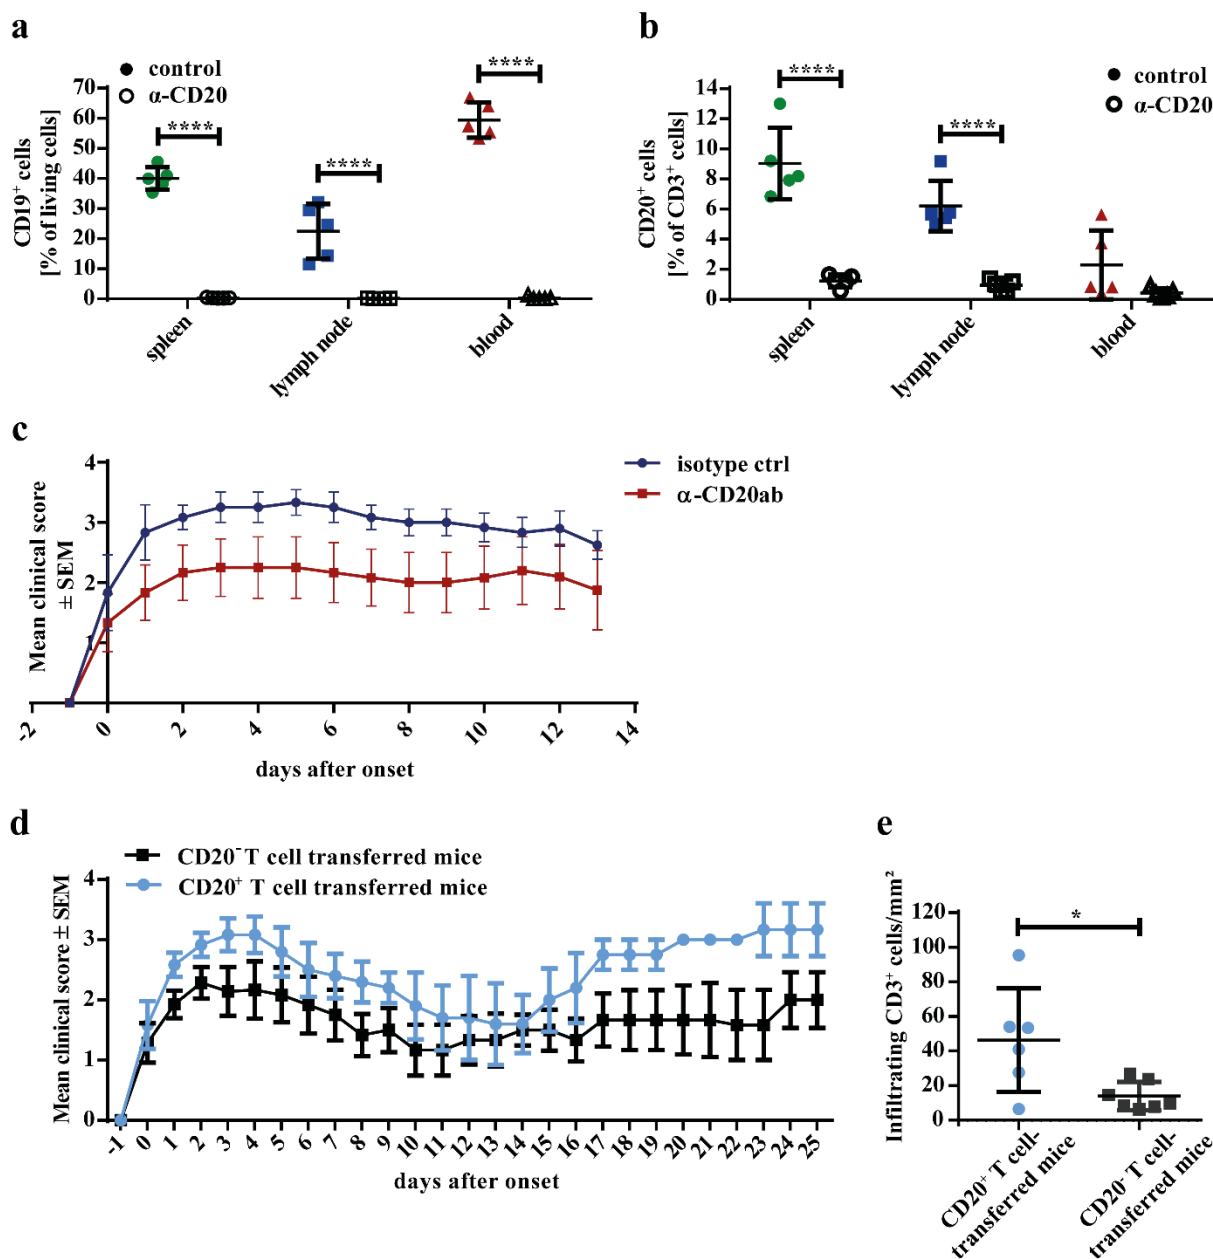 a
control
α-CD20
CD19⁺ cells
[% of living cells]
70
60
50
40
30
20
10
0
****
****
****
spleen
lymph node
blood
b
control
α-CD20
CD20⁺ cells
[% of CD3⁺ cells]
14
12
10
8
6
4
2
0
****
****
spleen
lymph node
blood
c
isotype ctrl
α-CD20ab
Mean clinical score
± SEM
4
3
2
1
-2
0
2
4
6
8
10
12
14
days after onset
d
CD20⁻ T cell transferred mice
CD20⁺ T cell transferred mice
Mean clinical score ± SEM
4
3
2
1
0
-1
0
1
2
3
4
5
6
7
8
9
10
11
12
13
14
15
16
17
18
19
20
21
22
23
24
25
days after onset
e
Infiltrating CD3⁺ cells/mm²
120
100
80
60
40
20
0
*
CD20⁺ T cell-
transferred mice
CD20⁻ T cell-
transferred mice